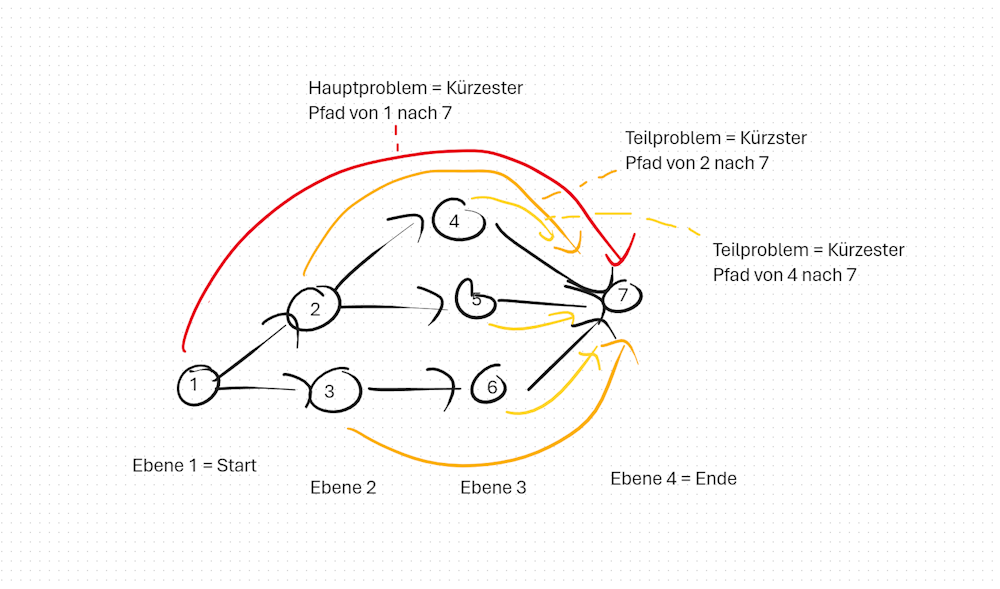 Hauptproblem = Kürzester
Pfad von 1 nach 7
Teilproblem = Kürzster
Pfad von 2 nach 7
4
Teilproblem = Kürzester
Pfad von 4 nach 7
2
5
7
1
3
6
Ebene 1 = Start
Ebene 2
Ebene 3
Ebene 4 = Ende